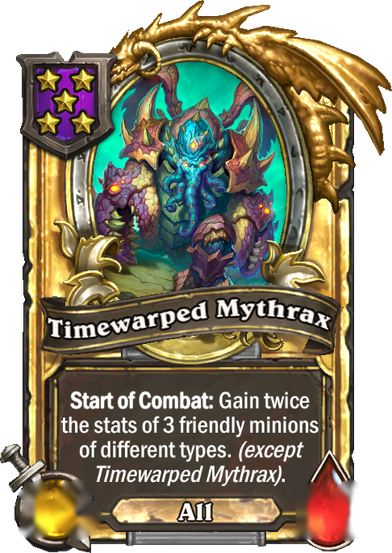 Timewarped Mythrax
Start of Combat: Gain twice
the stats of 3 friendly minions
of different types. (except
Timewarped Mythrax).
All